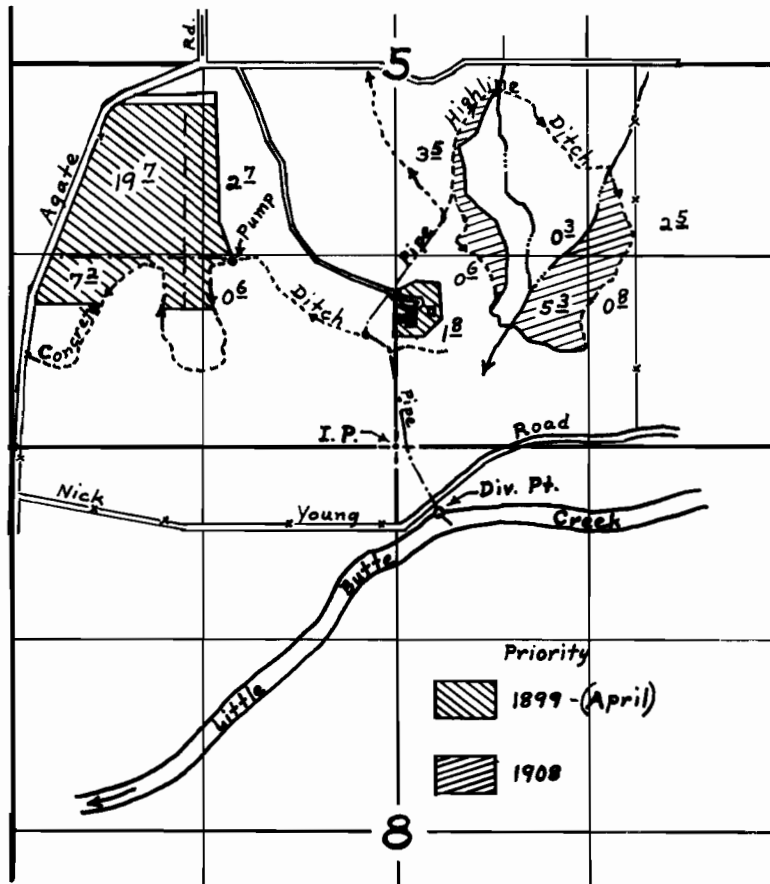 Rd.
5
Agate
Highline
Ditch
19 7
2 7
3 5
Pump
Pipe
0 3
2 5
7 2
0 6
0 6
5 3
0 8
Concrete
Ditch
1 8
Pipe
I. P.
Road
Nick
Young
Div. Pt.
Creek
Butte
Little
Priority
1899 - (April)
1908
8